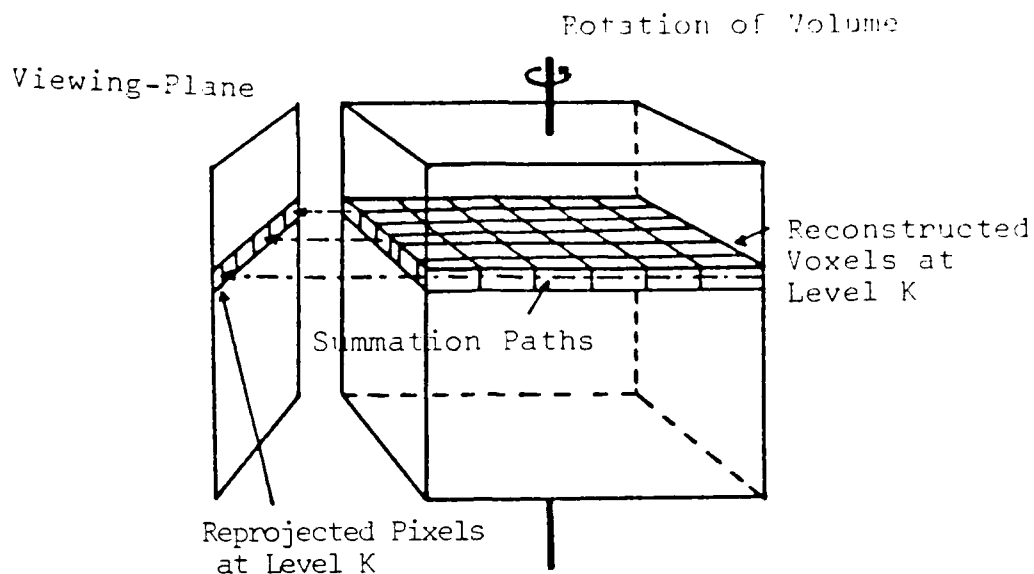 Rotation of Volume
Viewing-Plane
Reconstructed
Voxels at
Level K
Summation Paths
Reprojected Pixels
at Level K